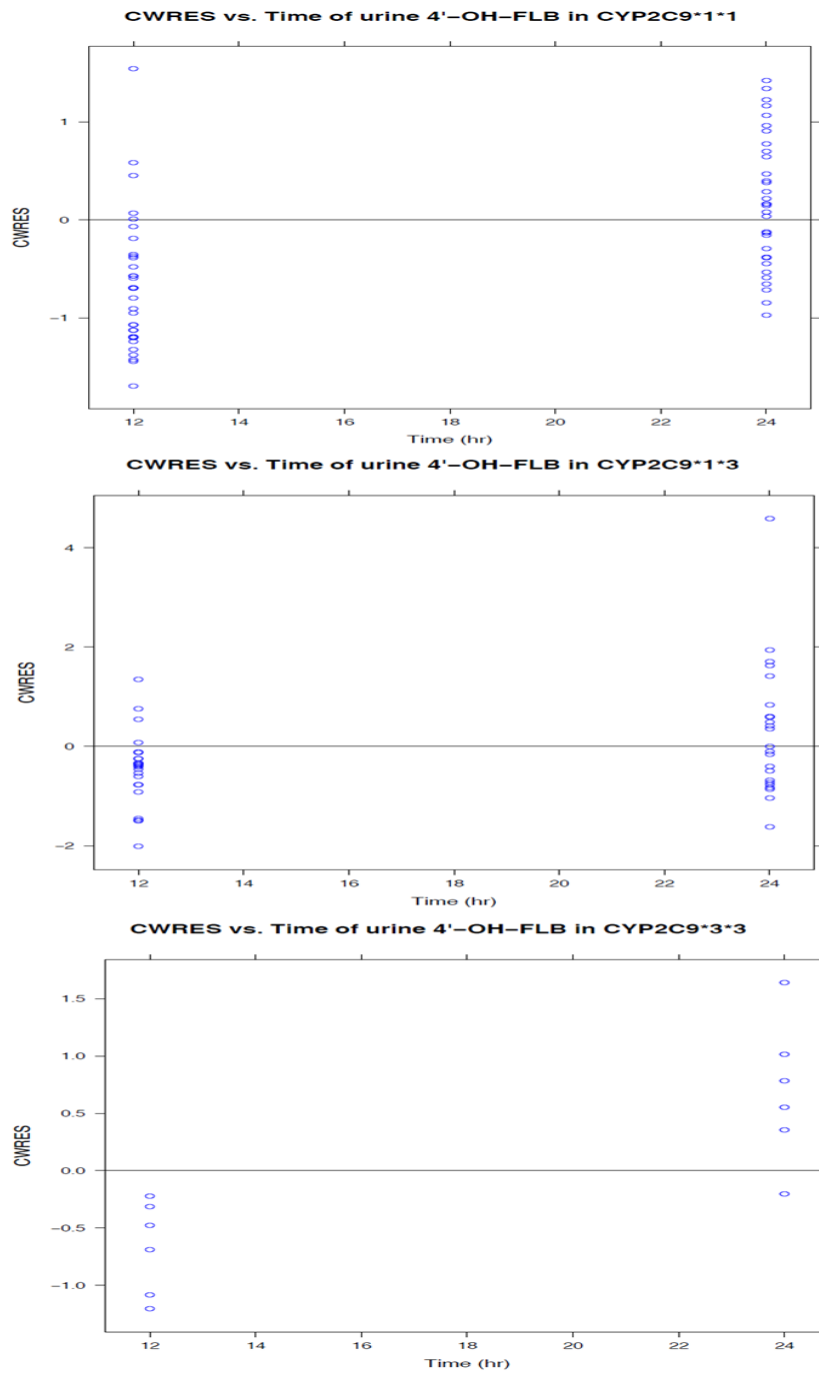 CWRES vs. Time of urine 4'−OH−FLB in CYP2C9*1*1
1
0
−1
CWRES
12 14 16 18 20 22 24
Time (hr)
CWRES vs. Time of urine 4'−OH−FLB in CYP2C9*1*3
4
2
0
−2
CWRES
12 14 16 18 20 22 24
Time (hr)
CWRES vs. Time of urine 4'−OH−FLB in CYP2C9*3*3
1.5
1.0
0.5
0.0
−0.5
−1.0
CWRES
12 14 16 18 20 22 24
Time (hr)